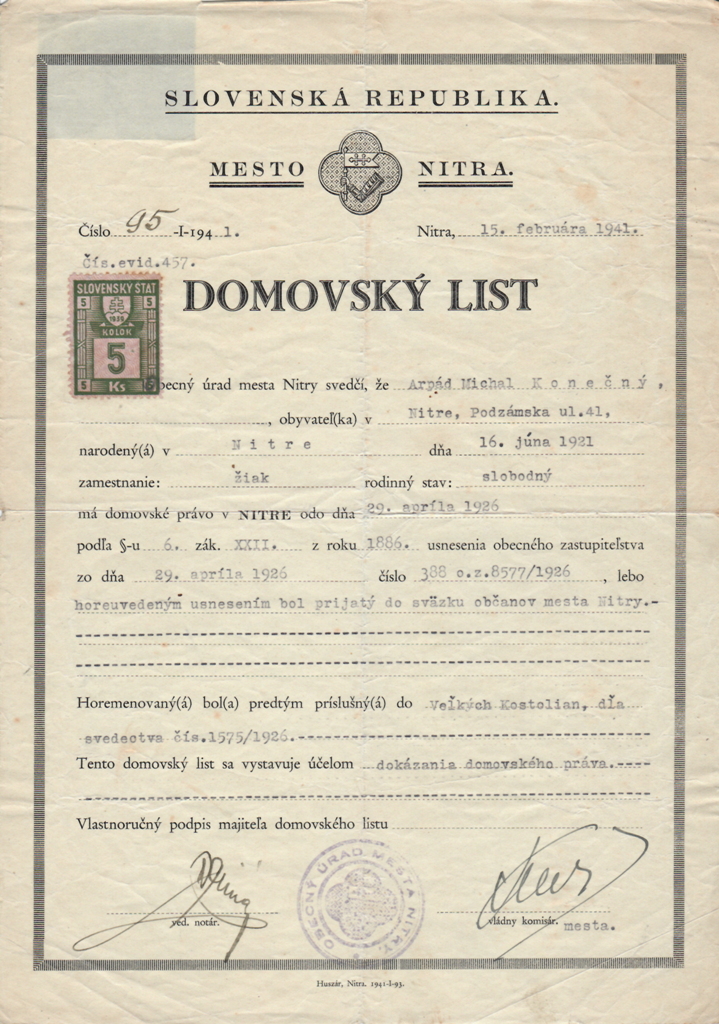 SLOVENSKÁ REPUBLIKA.
MESTO NITRA.
Číslo 95 -I-194 1. Nitra, 15. februára 1941.
Čís.evid.457.
SLOVENSKÝ STÁT
5 5
1939
KOLOK
5
5 Ks 5
DOMOVSKÝ LIST
Obecný úrad mesta Nitry svedčí, že Arpád Michal Konečný,
, obyvateľ(ka) v Nitre, Podzámska ul.41,
narodený(á) v Nitre dňa 16. júna 1921
zamestnanie: žiak rodinný stav: slobodný
má domovské právo v NITRE odo dňa 29. apríla 1926
podľa §-u 6. zák. XXII. z roku 1886. usnesenia obecného zastupiteľstva
zo dňa 29. apríla 1926 číslo 388 o.z.8577/1926 , lebo
horeuvedeným usnesením bol prijatý do sväzku občanov mesta Nitry.-
Horemenovaný(á) bol(a) predtým príslušný(á) do Veľkých Kostolian, dľa
svedectva čís.1575/1926.-
Tento domovský list sa vystavuje účelom dokázania domovského práva.-
Vlastnoručný podpis majiteľa domovského listu
OBECNÝ ÚRAD MESTA NITRY.
ved. notár. vládny komisár. mesta.
Huszár, Nitra. 1941-I-93.